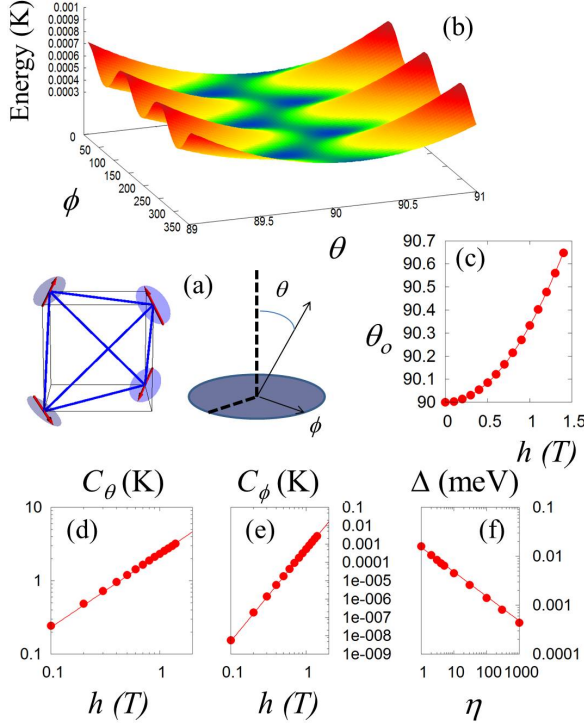 (b)
Energy (K)
0.001
0.0009
0.0008
0.0007
0.0006
0.0005
0.0004
0.0003
0
50
100
150
200
250
300
350
ϕ
89
89.5
90
90.5
91
θ
(a)
θ
ϕ
(c)
90.7
90.6
90.5
90.4
90.3
90.2
90.1
90
θo
0 0.5 1 1.5
h (T)
Cθ (K) Cϕ (K) Δ (meV)
(d)
10
1
0.1
0.1 1
h (T)
(e)
0.1
0.01
0.001
0.0001
1e-005
1e-006
1e-007
1e-008
1e-009
0.1 1
h (T)
(f)
0.1
0.01
0.001
0.0001
1 10 100 1000
η